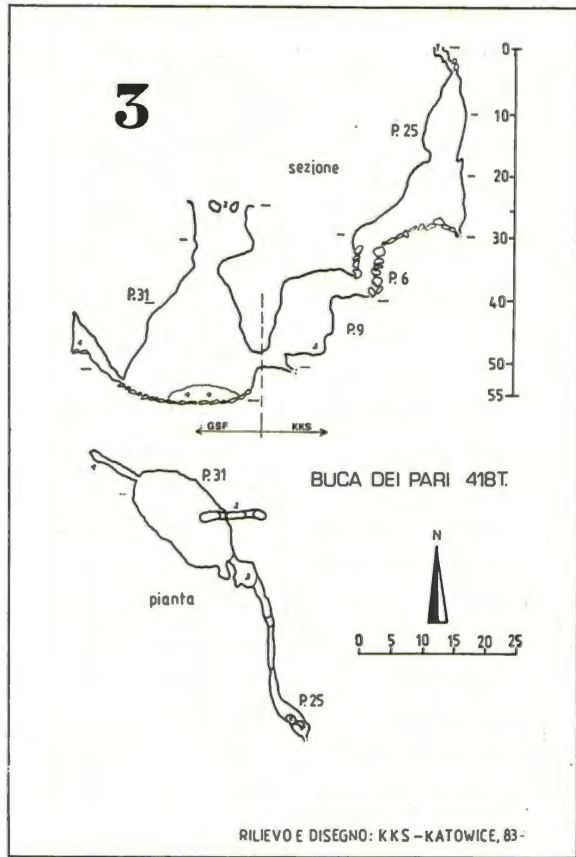 3
0
10
20
30
40
50
55
P. 25
sezione
P.31
P. 6
P. 9
GSF
KKS
P.31
BUCA DEI PARI 418T.
pianta
N
0 5 10 15 20 25
P.25
RILIEVO E DISEGNO: KKS-KATOWICE, 83-